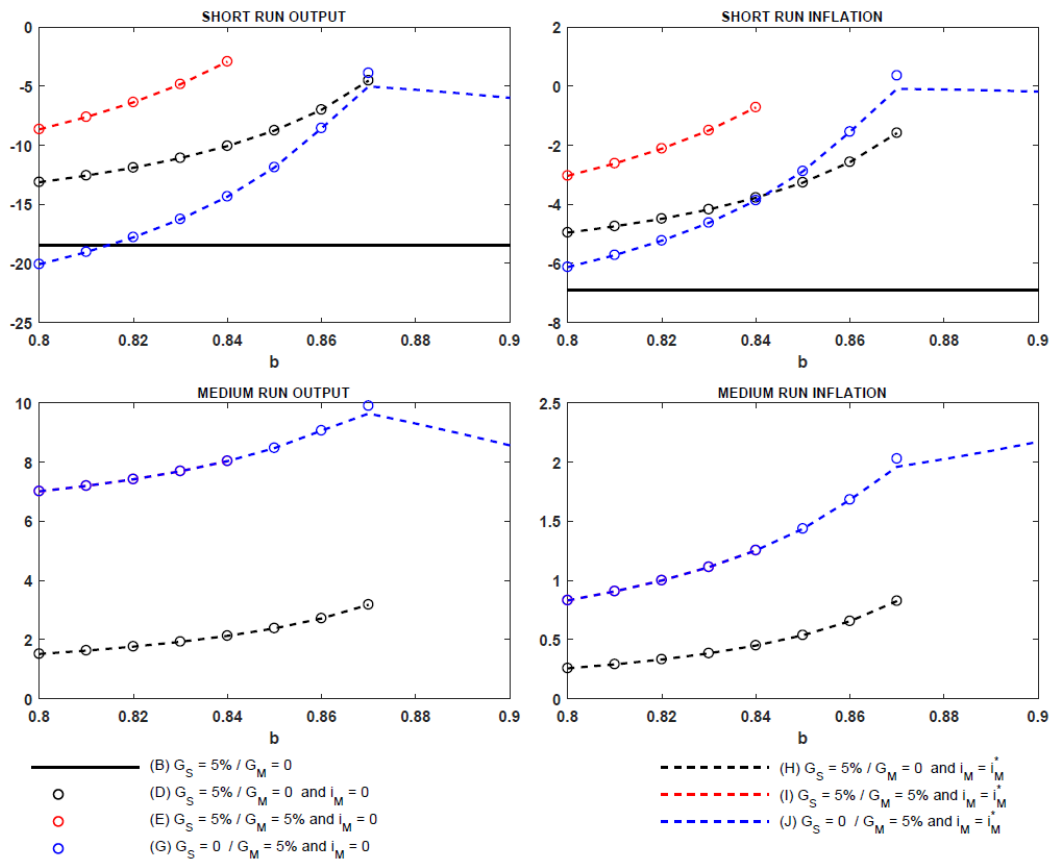 SHORT RUN OUTPUT
0
-5
-10
-15
-20
-25
0.8 0.82 0.84 0.86 0.88 0.9
b
SHORT RUN INFLATION
2
0
-2
-4
-6
-8
0.8 0.82 0.84 0.86 0.88 0.9
b
MEDIUM RUN OUTPUT
10
8
6
4
2
0
0.8 0.82 0.84 0.86 0.88 0.9
b
MEDIUM RUN INFLATION
2.5
2
1.5
1
0.5
0
0.8 0.82 0.84 0.86 0.88 0.9
b
(B) G_S = 5% / G_M = 0
(D) G_S = 5% / G_M = 0 and i_M = 0
(E) G_S = 5% / G_M = 5% and i_M = 0
(G) G_S = 0 / G_M = 5% and i_M = 0
(H) G_S = 5% / G_M = 0 and i_M = i_M^*
(I) G_S = 5% / G_M = 5% and i_M = i_M^*
(J) G_S = 0 / G_M = 5% and i_M = i_M^*